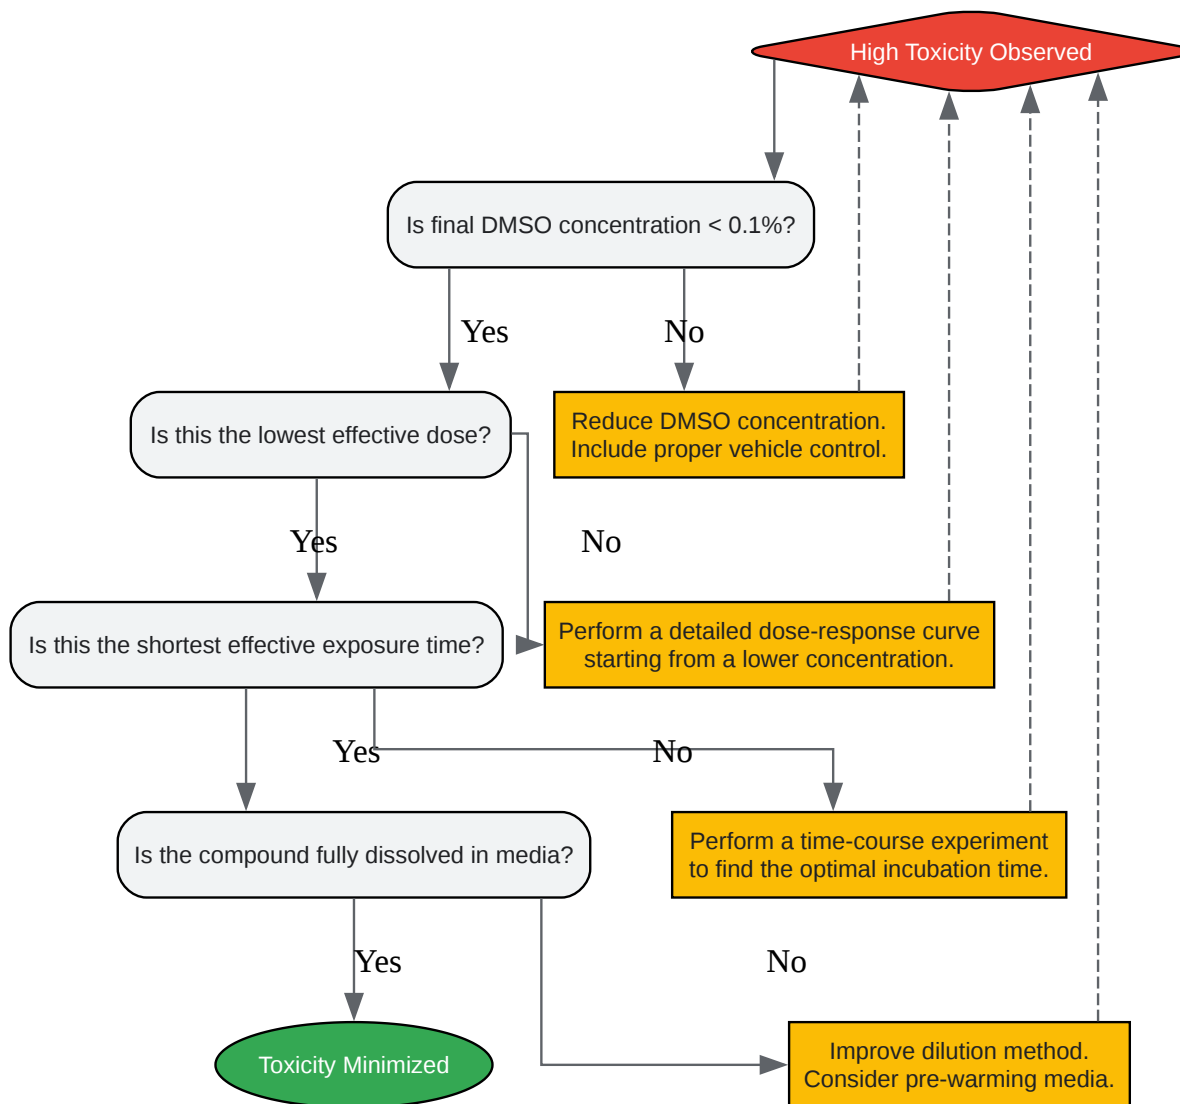 High Toxicity Observed
Is final DMSO concentration < 0.1%?
Yes
No
Is this the lowest effective dose?
Reduce DMSO concentration.
Include proper vehicle control.
Yes
No
Is this the shortest effective exposure time?
Perform a detailed dose-response curve
starting from a lower concentration.
Yes
No
Is the compound fully dissolved in media?
Perform a time-course experiment
to find the optimal incubation time.
Yes
No
Toxicity Minimized
Improve dilution method.
Consider pre-warming media.